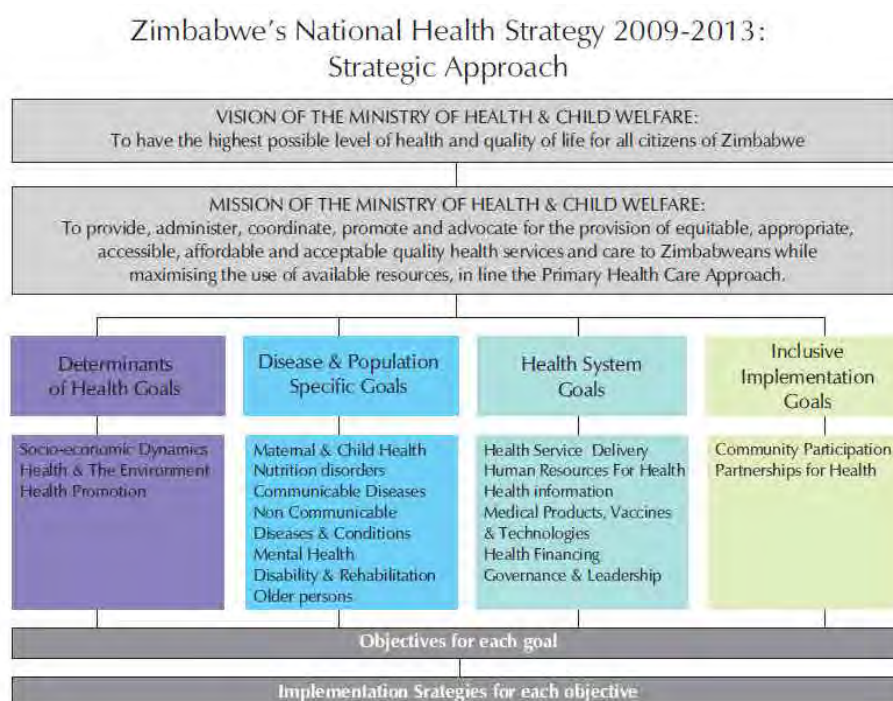 Zimbabwe's National Health Strategy 2009-2013:
Strategic Approach
VISION OF THE MINISTRY OF HEALTH & CHILD WELFARE:
To have the highest possible level of health and quality of life for all citizens of Zimbabwe
MISSION OF THE MINISTRY OF HEALTH & CHILD WELFARE:
To provide, administer, coordinate, promote and advocate for the provision of equitable, appropriate,
accessible, affordable and acceptable quality health services and care to Zimbabweans while
maximising the use of available resources, in line the Primary Health Care Approach.
Determinants
of Health Goals
Socio-economic Dynamics
Health & The Environment
Health Promotion
Disease & Population
Specific Goals
Maternal & Child Health
Nutrition disorders
Communicable Diseases
Non Communicable
Diseases & Conditions
Mental Health
Disability & Rehabilitation
Older persons
Health System
Goals
Health Service Delivery
Human Resources For Health
Health information
Medical Products, Vaccines
& Technologies
Health Financing
Governance & Leadership
Inclusive
Implementation
Goals
Community Participation
Partnerships for Health
Objectives for each goal
Implementation Srategies for each objective